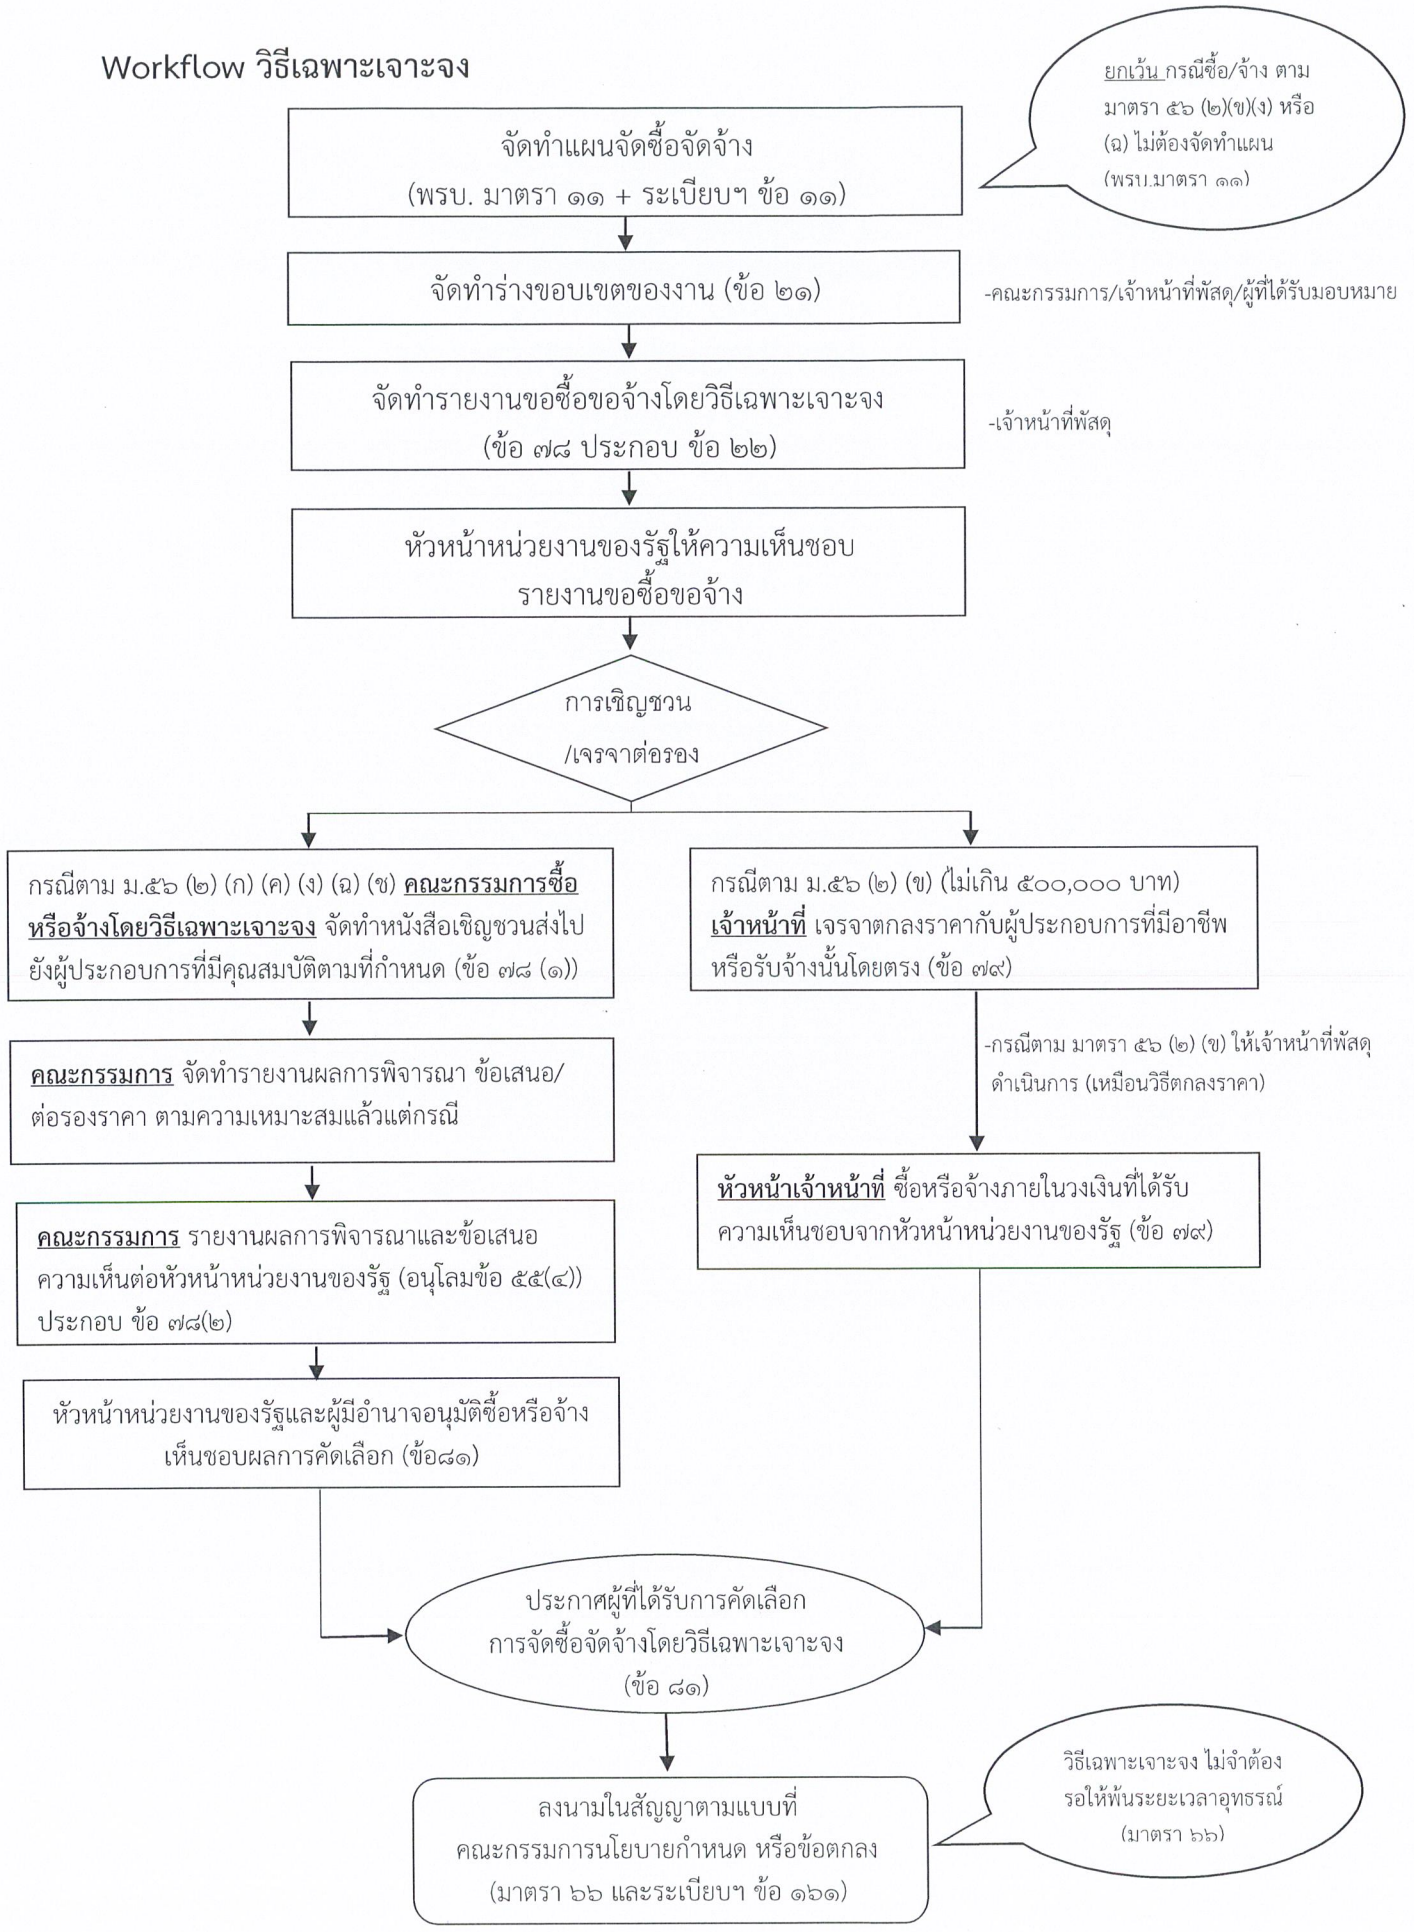 Workflow วิธีเฉพาะเจาะจง
ยกเว้น กรณีซื้อ/จ้าง ตาม
มาตรา ๕๖ (๒)(ข)(ง) หรือ
(ฉ) ไม่ต้องจัดทำแผน
(พรบ.มาตรา ๑๑)
จัดทำแผนจัดซื้อจัดจ้าง
(พรบ. มาตรา ๑๑ + ระเบียบฯ ข้อ ๑๑)
จัดทำร่างขอบเขตของงาน (ข้อ ๒๑)
-คณะกรรมการ/เจ้าหน้าที่พัสดุ/ผู้ที่ได้รับมอบหมาย
จัดทำรายงานขอซื้อขอจ้างโดยวิธีเฉพาะเจาะจง
(ข้อ ๗๘ ประกอบ ข้อ ๒๒)
-เจ้าหน้าที่พัสดุ
หัวหน้าหน่วยงานของรัฐให้ความเห็นชอบ
รายงานขอซื้อขอจ้าง
การเชิญชวน
/เจรจาต่อรอง
กรณีตาม ม.๕๖ (๒) (ก) (ค) (ง) (ฉ) (ช) คณะกรรมการซื้อ
หรือจ้างโดยวิธีเฉพาะเจาะจง จัดทำหนังสือเชิญชวนส่งไป
ยังผู้ประกอบการที่มีคุณสมบัติตามที่กำหนด (ข้อ ๗๘ (๑))
กรณีตาม ม.๕๖ (๒) (ข) (ไม่เกิน ๕๐๐,๐๐๐ บาท)
เจ้าหน้าที่ เจรจาตกลงราคากับผู้ประกอบการที่มีอาชีพ
หรือรับจ้างนั้นโดยตรง (ข้อ ๗๙)
-กรณีตาม มาตรา ๕๖ (๒) (ข) ให้เจ้าหน้าที่พัสดุ
ดำเนินการ (เหมือนวิธีตกลงราคา)
คณะกรรมการ จัดทำรายงานผลการพิจารณา ข้อเสนอ/
ต่อรองราคา ตามความเหมาะสมแล้วแต่กรณี
หัวหน้าเจ้าหน้าที่ ซื้อหรือจ้างภายในวงเงินที่ได้รับ
ความเห็นชอบจากหัวหน้าหน่วยงานของรัฐ (ข้อ ๗๙)
คณะกรรมการ รายงานผลการพิจารณาและข้อเสนอ
ความเห็นต่อหัวหน้าหน่วยงานของรัฐ (อนุโลมข้อ ๕๕(๔))
ประกอบ ข้อ ๗๘(๒)
หัวหน้าหน่วยงานของรัฐและผู้มีอำนาจอนุมัติซื้อหรือจ้าง
เห็นชอบผลการคัดเลือก (ข้อ๘๑)
ประกาศผู้ที่ได้รับการคัดเลือก
การจัดซื้อจัดจ้างโดยวิธีเฉพาะเจาะจง
(ข้อ ๘๑)
วิธีเฉพาะเจาะจง ไม่จำต้อง
รอให้พ้นระยะเวลาอุทธรณ์
(มาตรา ๖๖)
ลงนามในสัญญาตามแบบที่
คณะกรรมการนโยบายกำหนด หรือข้อตกลง
(มาตรา ๖๖ และระเบียบฯ ข้อ ๑๖๑)